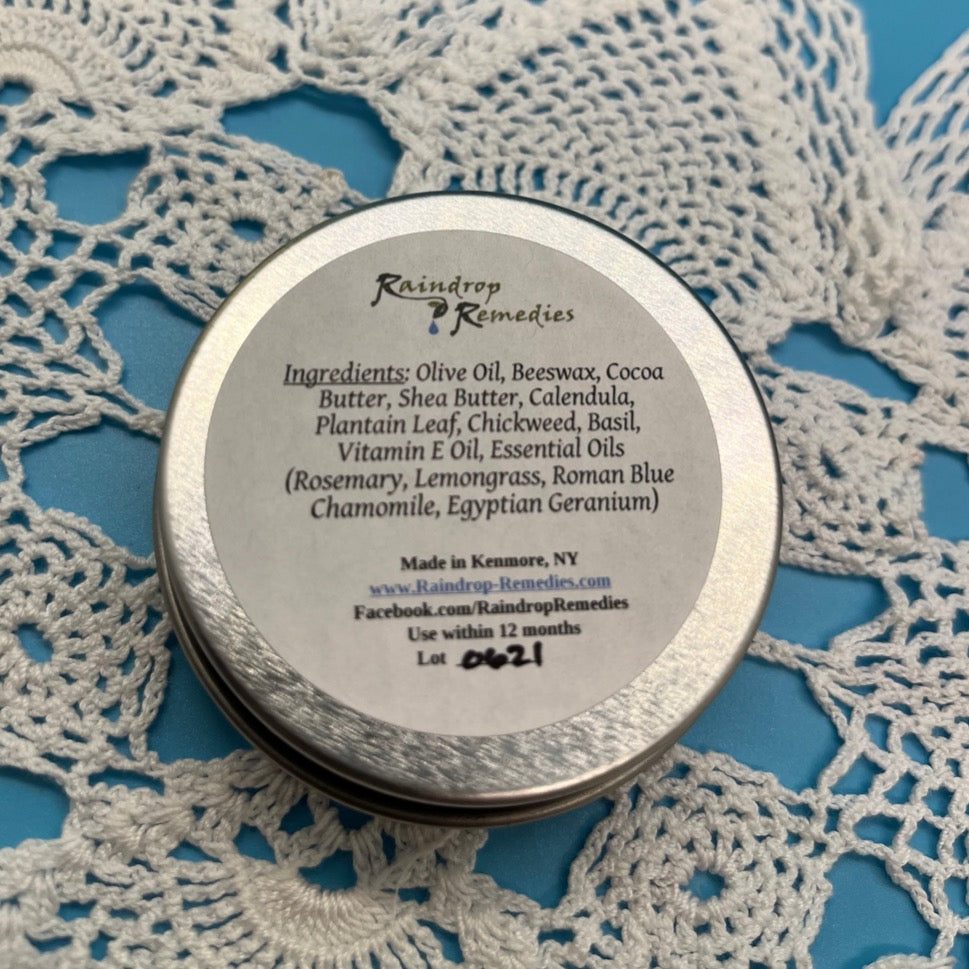 Raindrop
Remedies
Ingredients: Olive Oil, Beeswax, Cocoa
Butter, Shea Butter, Calendula,
Plantain Leaf, Chickweed, Basil,
Vitamin E Oil, Essential Oils
(Rosemary, Lemongrass, Roman Blue
Chamomile, Egyptian Geranium)
Made in Kenmore, NY
www.Raindrop-Remedies.com
Facebook.com/RaindropRemedies
Use within 12 months
Lot 0621